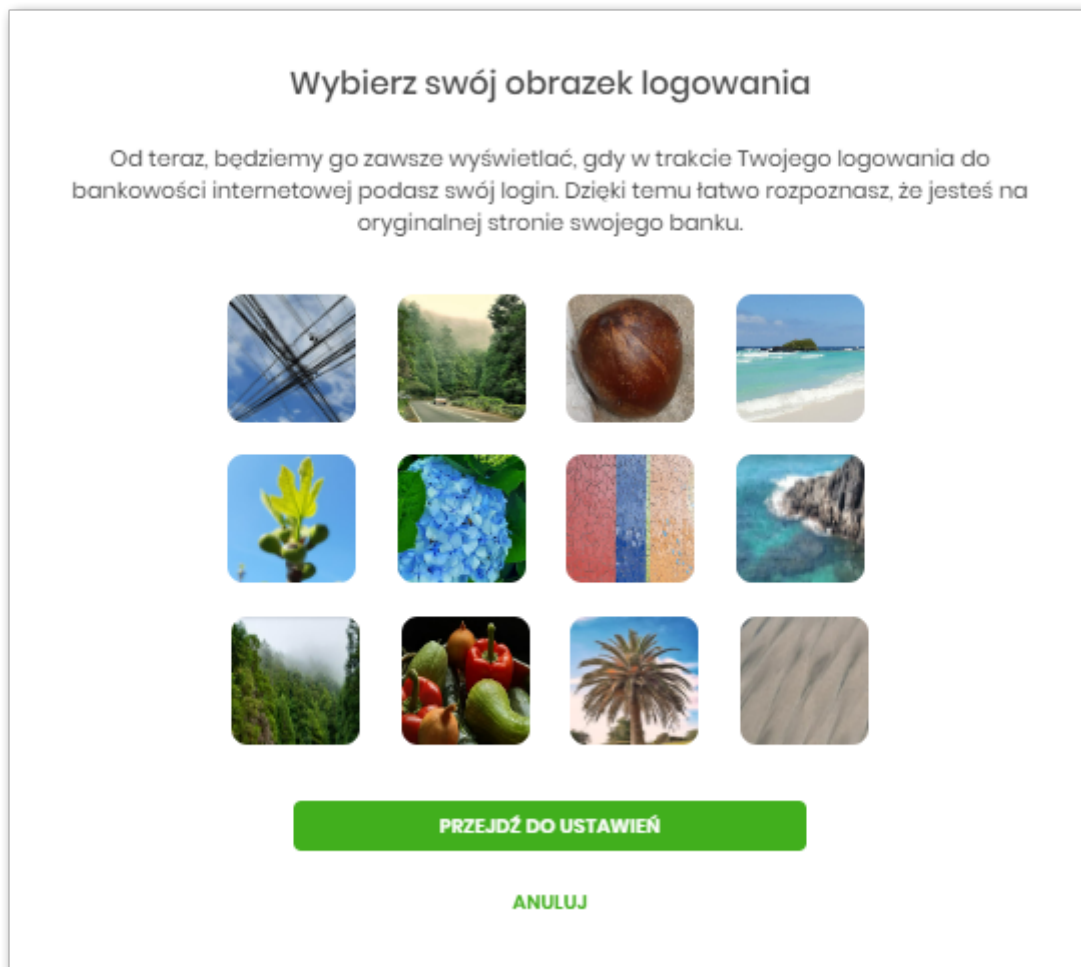 Wybierz swój obrazek logowania
Od teraz, będziemy go zawsze wyświetlać, gdy w trakcie Twojego logowania do
bankowości internetowej podasz swój login. Dzięki temu łatwo rozpoznasz, że jesteś na
oryginalnej stronie swojego banku.
PRZEJDŹ DO USTAWIEŃ
ANULUJ